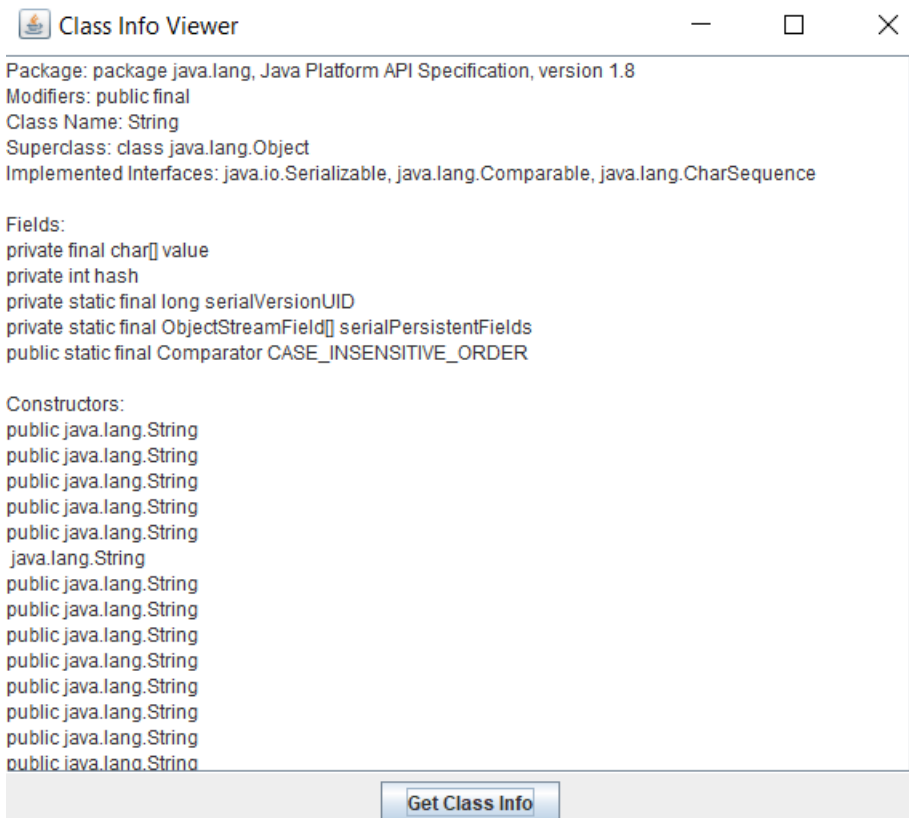 Class Info Viewer
Package: package java.lang, Java Platform API Specification, version 1.8
Modifiers: public final
Class Name: String
Superclass: class java.lang.Object
Implemented Interfaces: java.io.Serializable, java.lang.Comparable, java.lang.CharSequence
Fields:
private final char[] value
private int hash
private static final long serialVersionUID
private static final ObjectStreamField[] serialPersistentFields
public static final Comparator CASE_INSENSITIVE_ORDER
Constructors:
public java.lang.String
public java.lang.String
public java.lang.String
public java.lang.String
public java.lang.String
java.lang.String
public java.lang.String
public java.lang.String
public java.lang.String
public java.lang.String
public java.lang.String
public java.lang.String
public java.lang.String
public java.lang.String
Get Class Info